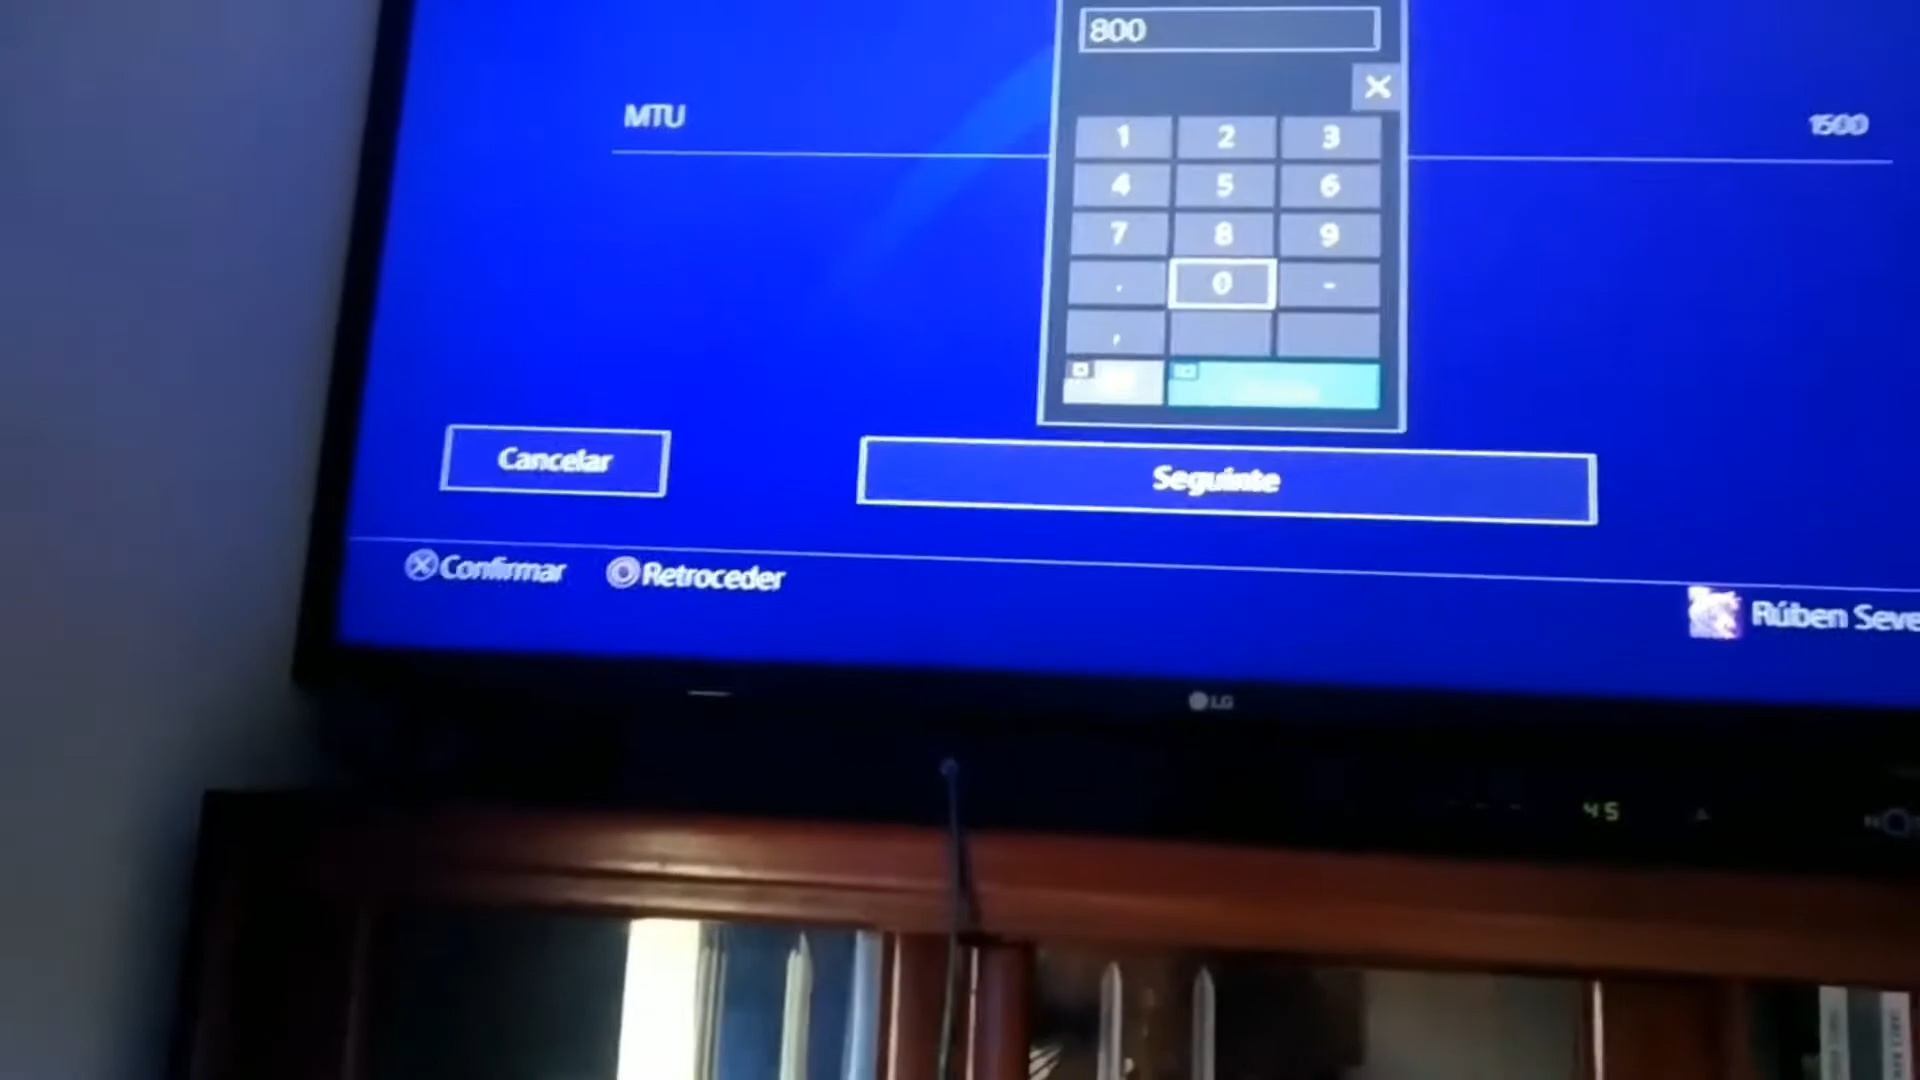 800
MTU
1500
1 2 3
4 5 6
7 8 9
. 0 -
,
Cancelar
Seguinte
Confirmar Retroceder
Rúben Seve
LG
45